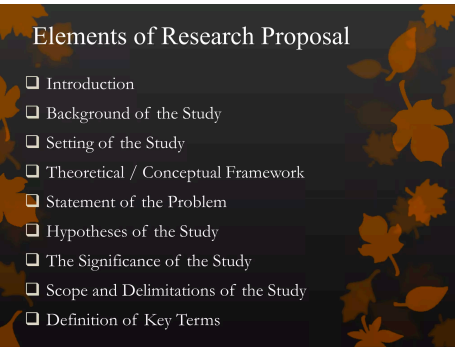 Elements of Research Proposal
❑ Introduction
❑ Background of the Study
❑ Setting of the Study
❑ Theoretical / Conceptual Framework
❑ Statement of the Problem
❑ Hypotheses of the Study
❑ The Significance of the Study
❑ Scope and Delimitations of the Study
❑ Definition of Key Terms